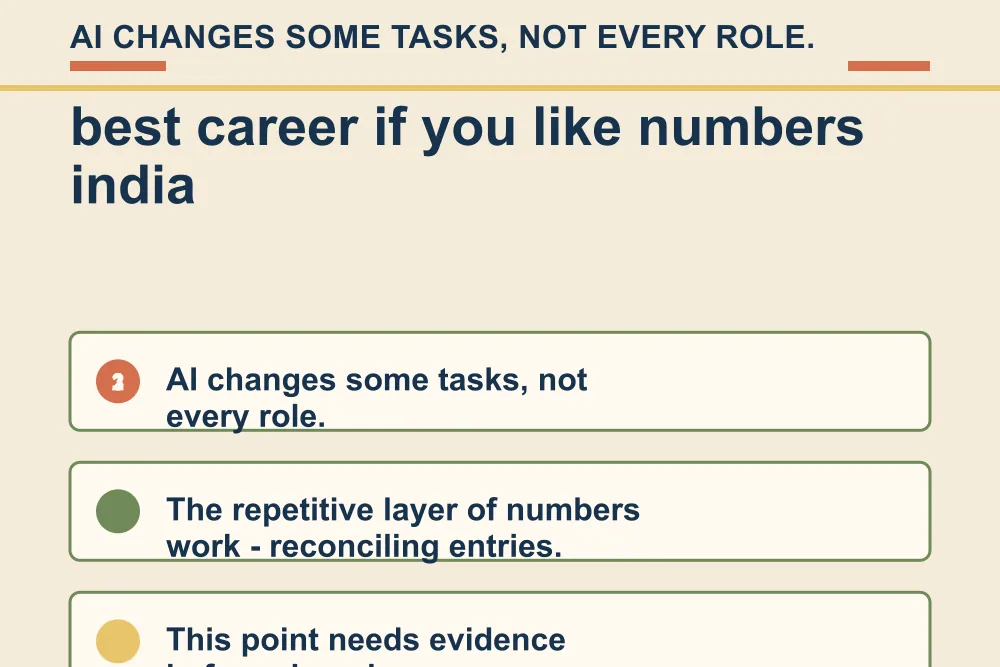 AI CHANGES SOME TASKS, NOT EVERY ROLE.
best career if you like numbers
india
AI changes some tasks, not
every role.
The repetitive layer of numbers
work - reconciling entries.
This point needs evidence